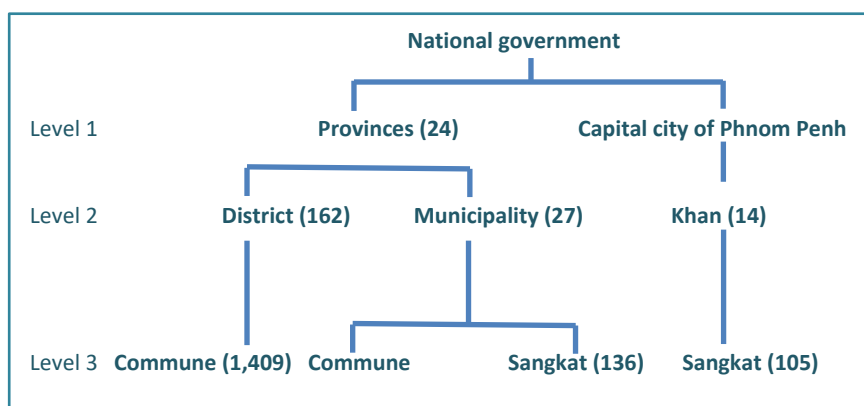 National government
Level 1 Provinces (24) Capital city of Phnom Penh
Level 2 District (162) Municipality (27) Khan (14)
Level 3 Commune (1,409) Commune Sangkat (136) Sangkat (105)